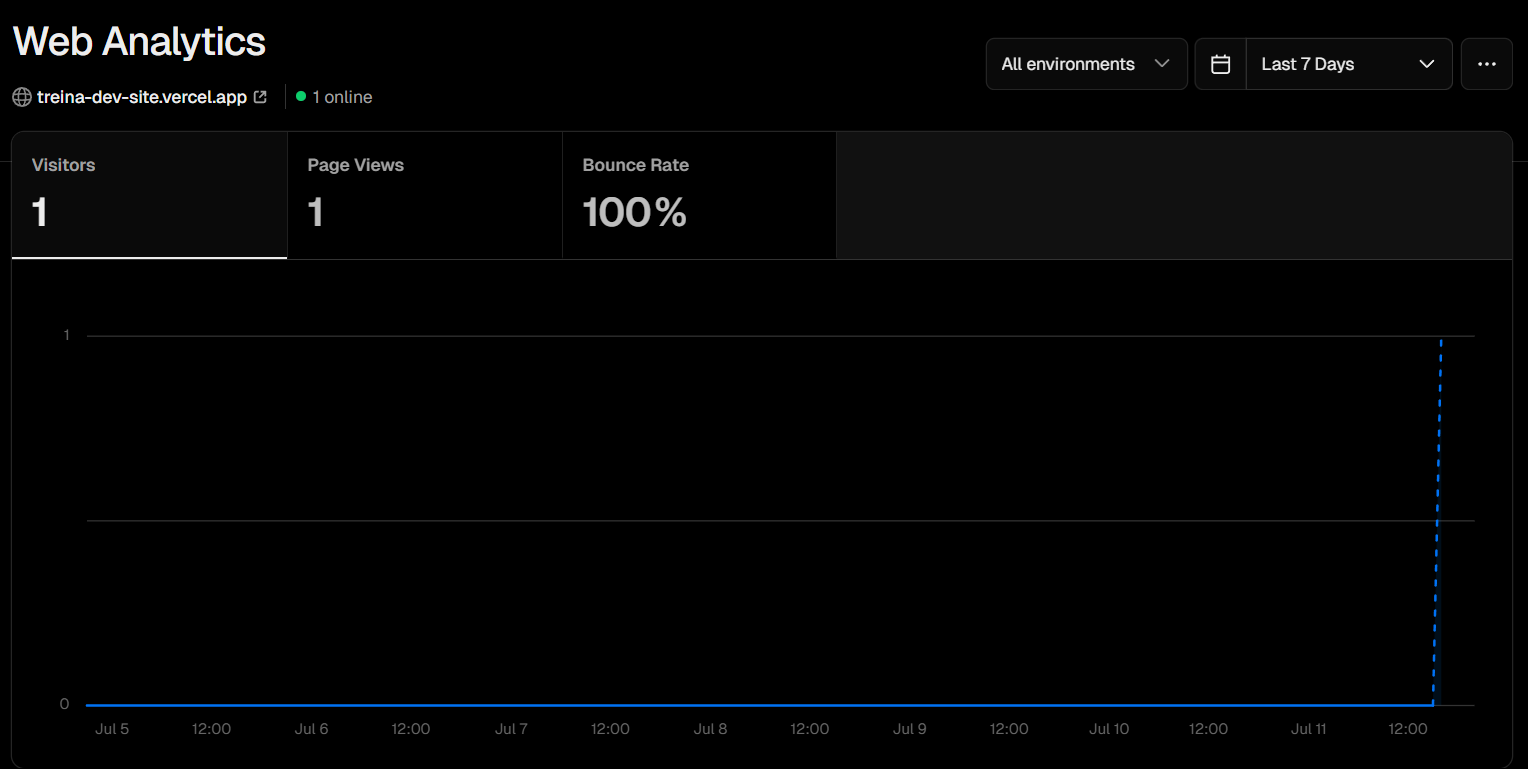 Web Analytics
All environments
Last 7 Days
treina-dev-site.vercel.app
1 online
Visitors
1
Page Views
1
Bounce Rate
100%
1
0
Jul 5 12:00 Jul 6 12:00 Jul 7 12:00 Jul 8 12:00 Jul 9 12:00 Jul 10 12:00 Jul 11 12:00